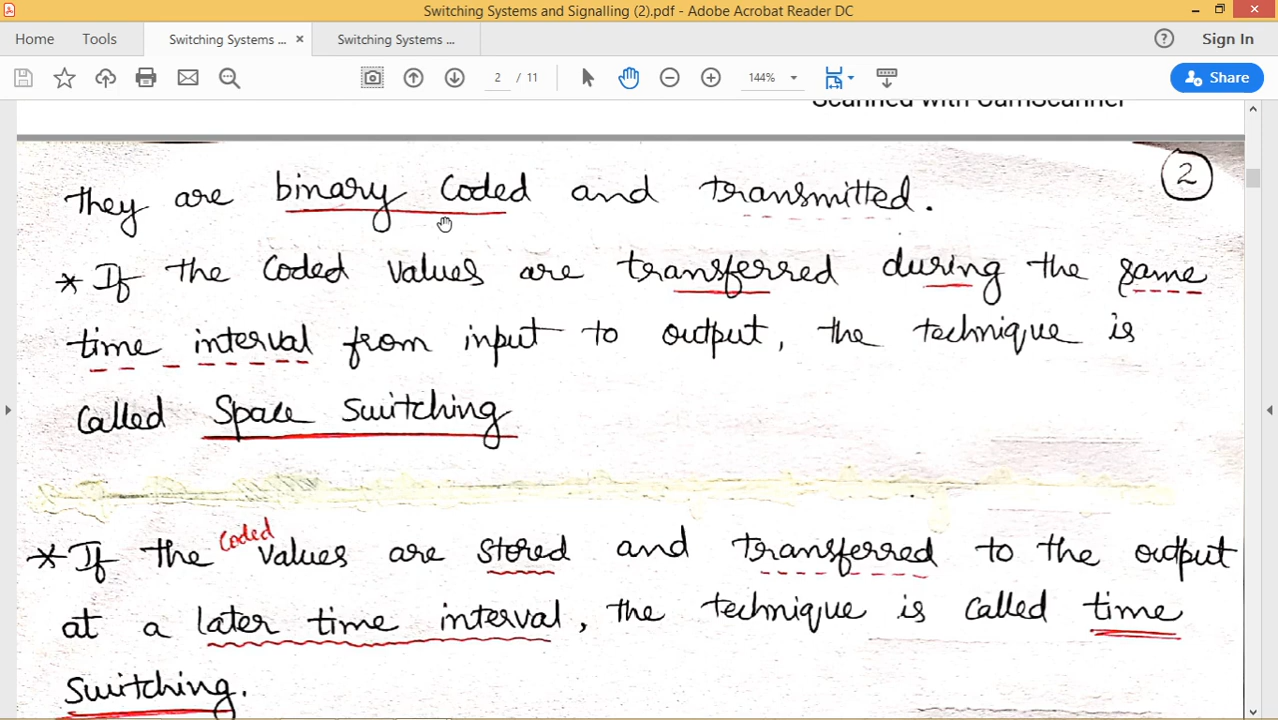 Switching Systems and Signalling (2).pdf - Adobe Acrobat Reader DC
Home Tools Switching Systems ... × Switching Systems ... Sign In
2 / 11 144% Share
Scanned with CamScanner
2
they are binary Coded and transmitted.
* If the Coded values are transferred during the same
time interval from input to output, the technique is
Called Space Switching
* If the Coded values are stored and transferred to the output
at a later time interval, the technique is called time
switching.